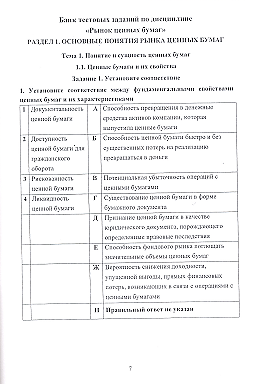 Банк тестовых заданий по дисциплине
«Рынок ценных бумаг»
РАЗДЕЛ 1. ОСНОВНЫЕ ПОНЯТИЯ РЫНКА ЦЕННЫХ БУМАГ
Тема 1. Понятие и сущность ценных бумаг
1.1. Ценные бумаги и их свойства
Задание 1. Установите соответствие
1. Установите соответствие между фундаментальными свойствами
ценных бумаг и их характеристиками
1 Документальность ценной бумаги
А Способность превращения в денежные
средства активов компании, которая
выпустила ценные бумаги
2 Доступность
ценной бумаги для
гражданского
оборота
Б Способность ценной бумаги быстро и без
существенных потерь на реализацию
превращаться в деньги
3 Рискованность
ценной бумаги
В Потенциальная убыточность операций с
ценными бумагами
4 Ликвидность
ценной бумаги
Г Существование ценной бумаги в форме
бумажного документа
Д Признание ценной бумаги в качестве
юридического документа, порождающего
определенные правовые последствия
Е Способность фондового рынка поглощать
значительные объемы ценных бумаг
Ж Вероятность снижения доходности,
упущенной выгоды, прямых финансовых
потерь, возникающих в связи с операциями с
ценными бумагами
Н Правильный ответ не указан
7